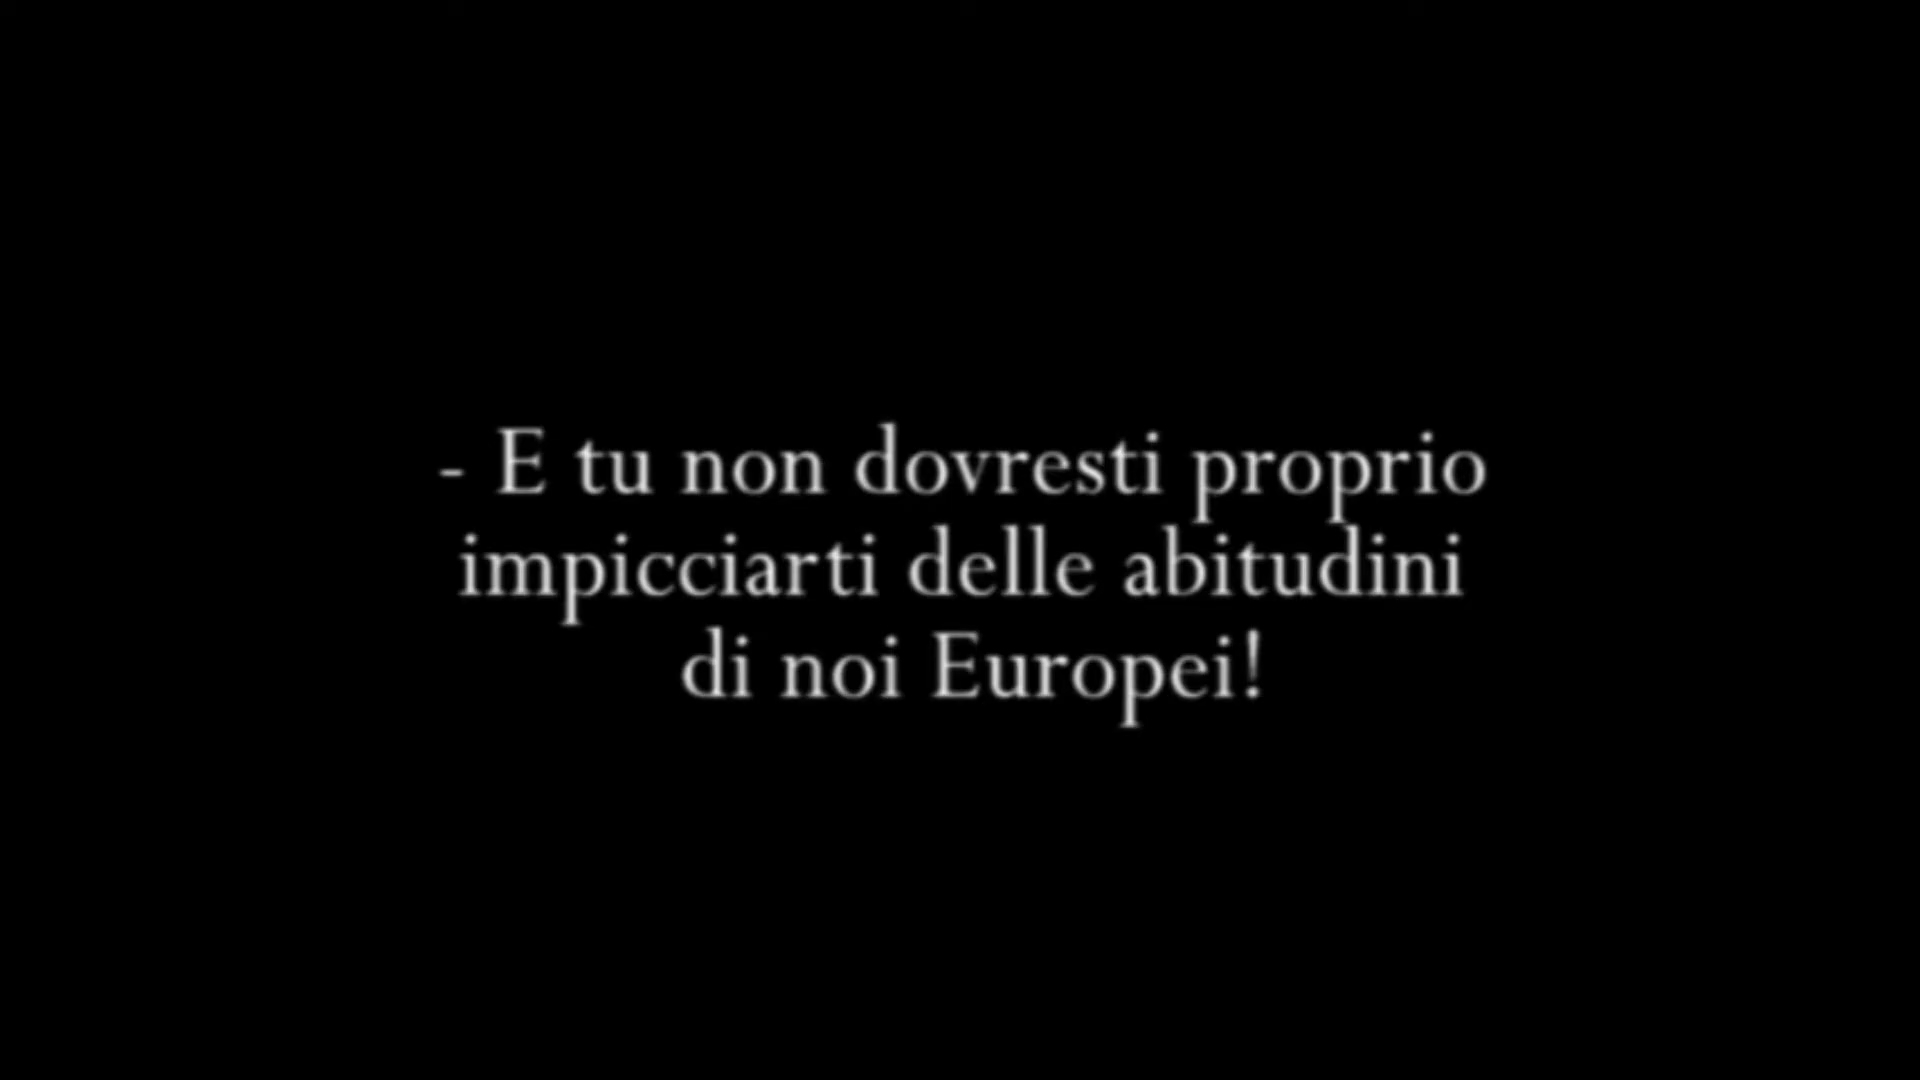 - E tu non dovresti proprio
impicciarti delle abitudini
di noi Europei!